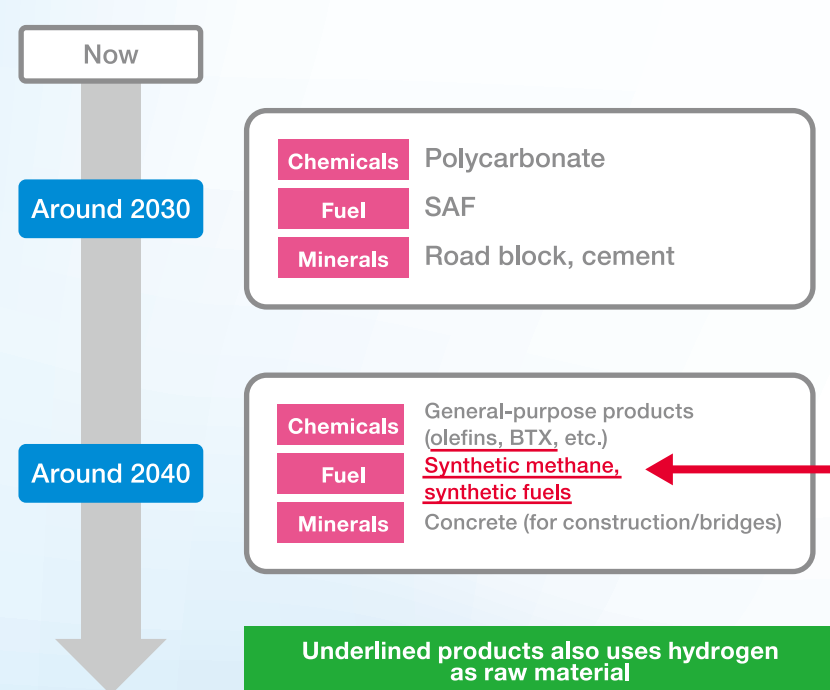 Now
Around 2030
Chemicals Polycarbonate
Fuel SAF
Minerals Road block, cement
Around 2040
Chemicals General-purpose products
(olefins, BTX, etc.)
Fuel Synthetic methane,
synthetic fuels
Minerals Concrete (for construction/bridges)
Underlined products also uses hydrogen
as raw material